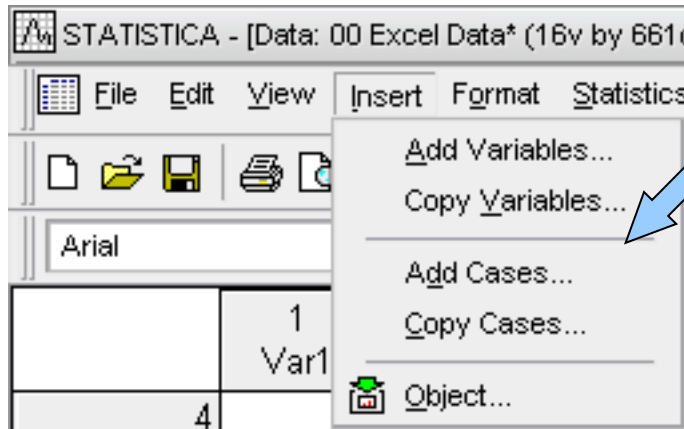 STATISTICA - [Data: 00 Excel Data* (16v by 661
File Edit View Insert Format Statistics
Add Variables...
Copy Variables...
Arial
Add Cases...
1
Copy Cases...
Var1
Object...
4